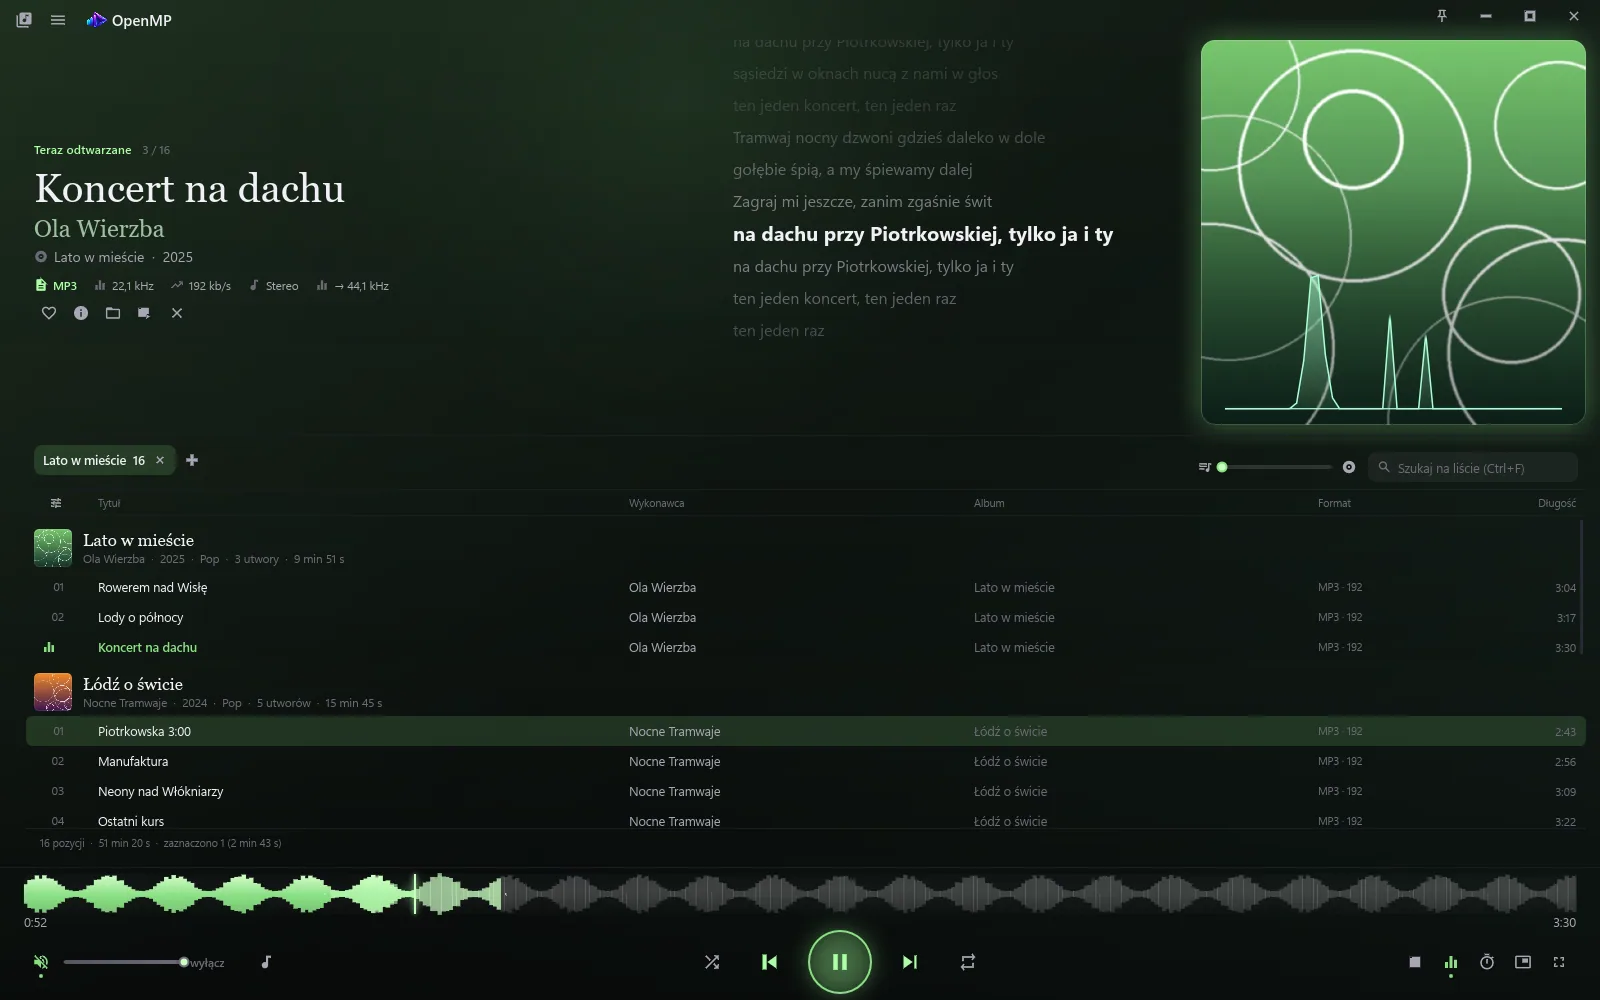 OpenMP
na dachu przy Piotrkowskiej, tylko ja i ty
sąsiedzi w oknach nucą z nami w głos
ten jeden koncert, ten jeden raz
Tramwaj nocny dzwoni gdzieś daleko w dole
gołębie śpią, a my śpiewamy dalej
Zagraj mi jeszcze, zanim zgaśnie świt
na dachu przy Piotrkowskiej, tylko ja i ty
na dachu przy Piotrkowskiej, tylko ja i ty
ten jeden koncert, ten jeden raz
ten jeden raz
Teraz odtwarzane 3 / 16
Koncert na dachu
Ola Wierzba
Lato w mieście · 2025
MP3 22,1 kHz 192 kb/s Stereo → 44,1 kHz
Lato w mieście 16
Szukaj na liście (Ctrl+F)
Tytuł Wykonawca Album Format Długość
Lato w mieście
Ola Wierzba · 2025 · Pop · 3 utwory · 9 min 51 s
01 Rowerem nad Wisłę Ola Wierzba Lato w mieście MP3 · 192 3:04
02 Lody o północy Ola Wierzba Lato w mieście MP3 · 192 3:17
Koncert na dachu Ola Wierzba Lato w mieście MP3 · 192 3:30
Łódź o świcie
Nocne Tramwaje · 2024 · Pop · 5 utworów · 15 min 45 s
01 Piotrkowska 3:00 Nocne Tramwaje Łódź o świcie MP3 · 192 2:43
02 Manufaktura Nocne Tramwaje Łódź o świcie MP3 · 192 2:56
03 Neony nad Włókniarzy Nocne Tramwaje Łódź o świcie MP3 · 192 3:09
04 Ostatni kurs Nocne Tramwaje Łódź o świcie MP3 · 192 3:22
16 pozycji · 51 min 20 s · zaznaczono 1 (2 min 43 s)
0:52 3:30
wyłącz